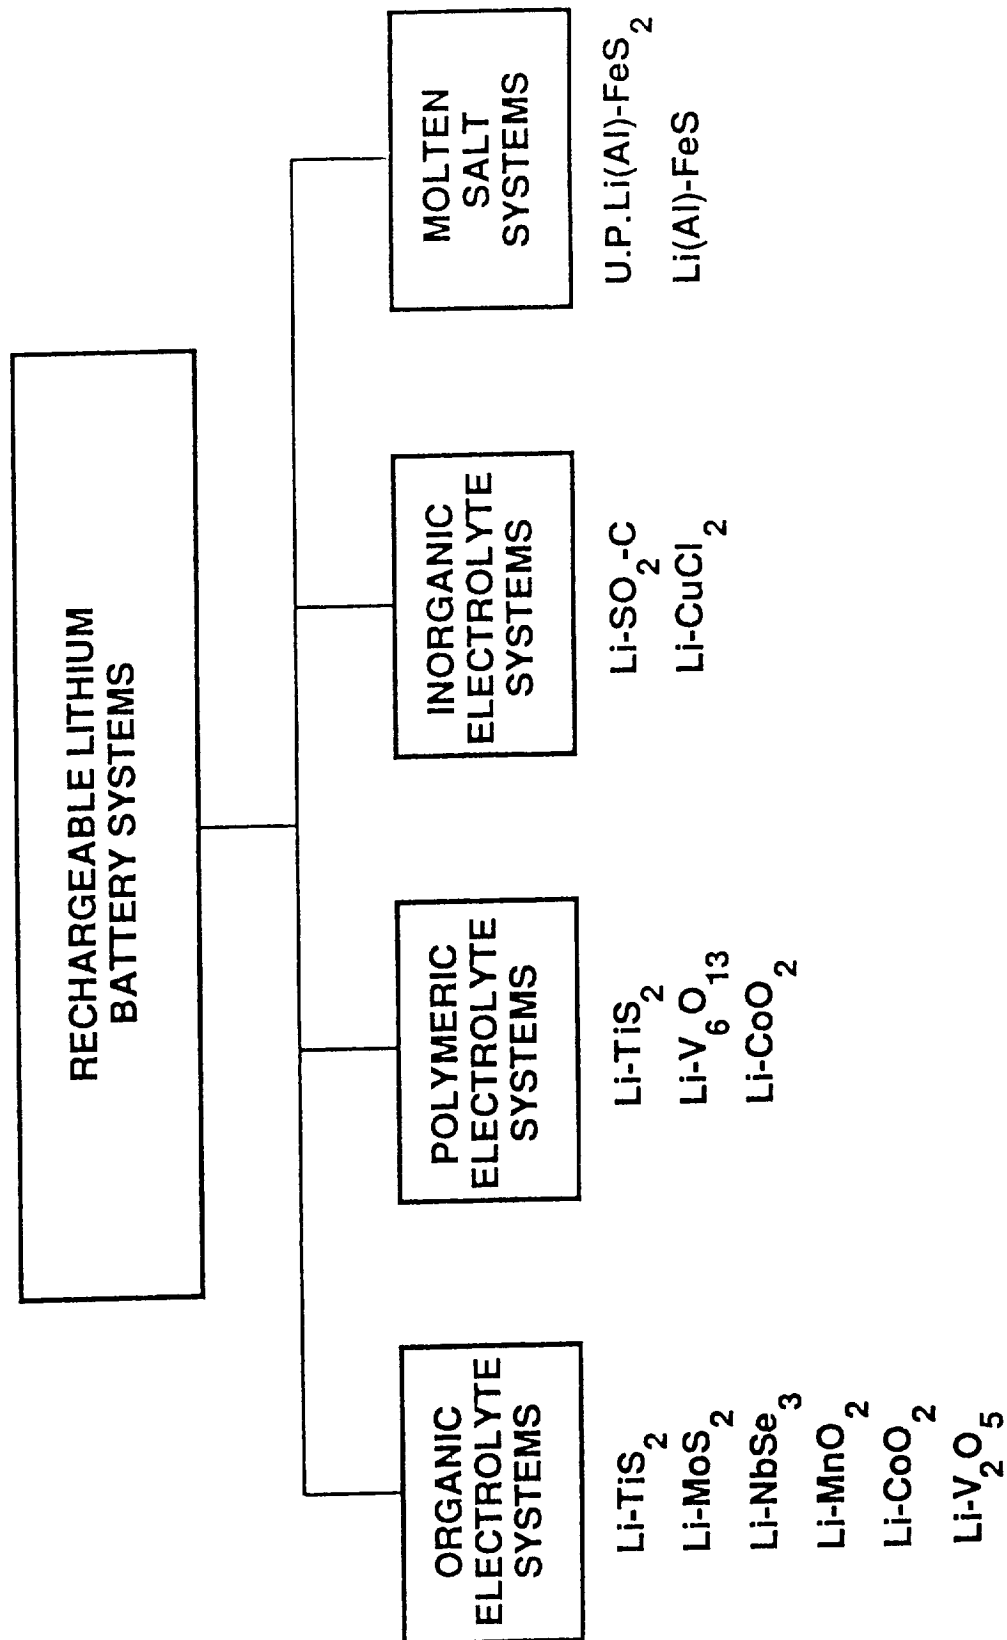 RECHARGEABLE LITHIUM
BATTERY SYSTEMS
ORGANIC
ELECTROLYTE
SYSTEMS
Li-TiS₂
Li-MoS₂
Li-NbSe₃
Li-MnO₂
Li-CoO₂
Li-V₂O₅
POLYMERIC
ELECTROLYTE
SYSTEMS
Li-TiS₂
Li-V₆O₁₃
Li-CoO₂
INORGANIC
ELECTROLYTE
SYSTEMS
Li-SO₂-C
Li-CuCl₂
MOLTEN
SALT
SYSTEMS
U.P.Li(Al)-FeS₂
Li(Al)-FeS